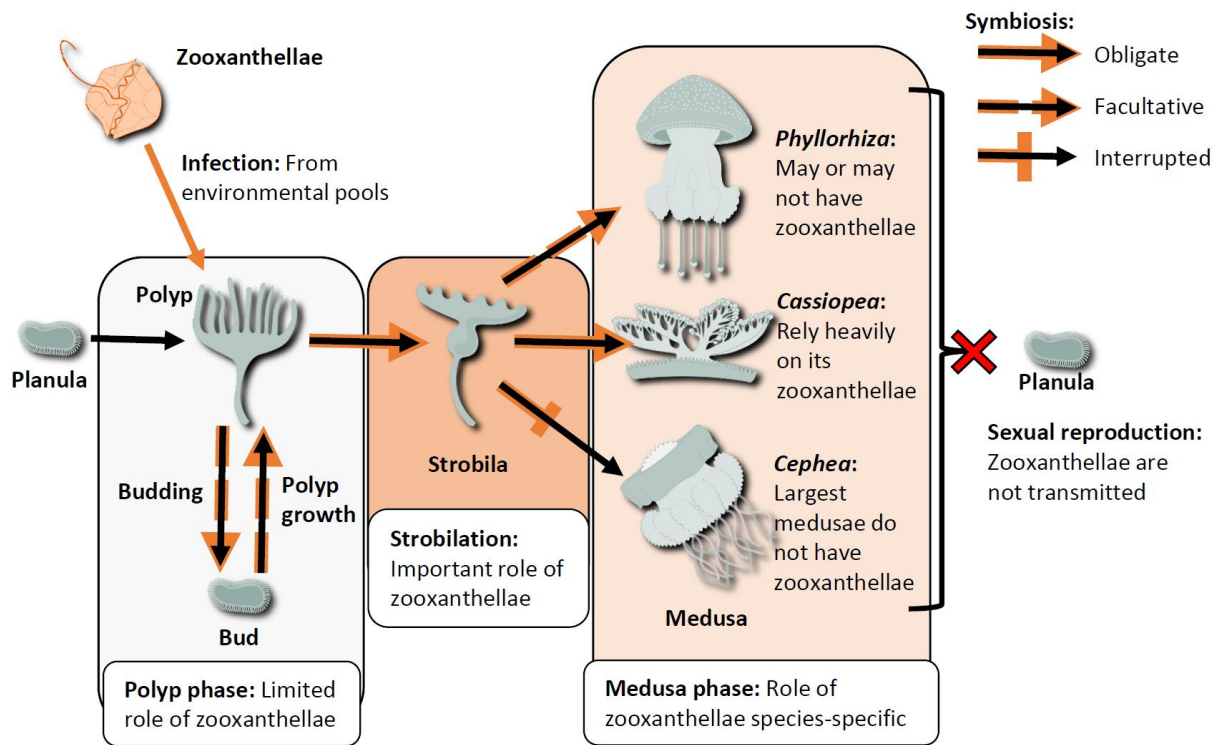 Zooxanthellae
Infection: From
environmental pools
Planula
Polyp
Budding
Polyp
growth
Bud
Polyp phase: Limited
role of zooxanthellae
Strobila
Strobilation:
Important role of
zooxanthellae
Phyllorhiza:
May or may
not have
zooxanthellae
Cassiopea:
Rely heavily
on its
zooxanthellae
Cephea:
Largest
medusae do
not have
zooxanthellae
Medusa
Medusa phase: Role of
zooxanthellae species-specific
Symbiosis:
Obligate
Facultative
Interrupted
Planula
Sexual reproduction:
Zooxanthellae are
not transmitted